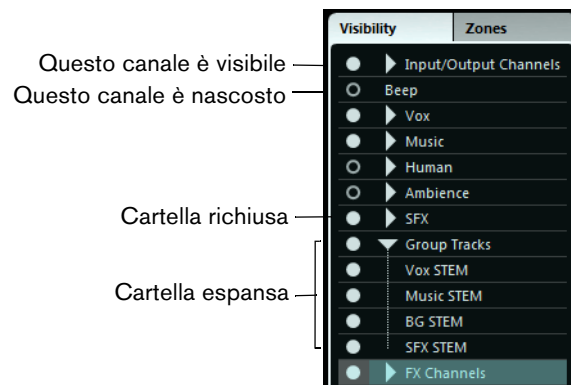 Visibility Zones
Questo canale è visibile Input/Output Channels
Questo canale è nascosto Beep
Vox
Music
Human
Ambience
Cartella richiusa SFX
Group Tracks
Vox STEM
Cartella espansa Music STEM
BG STEM
SFX STEM
FX Channels